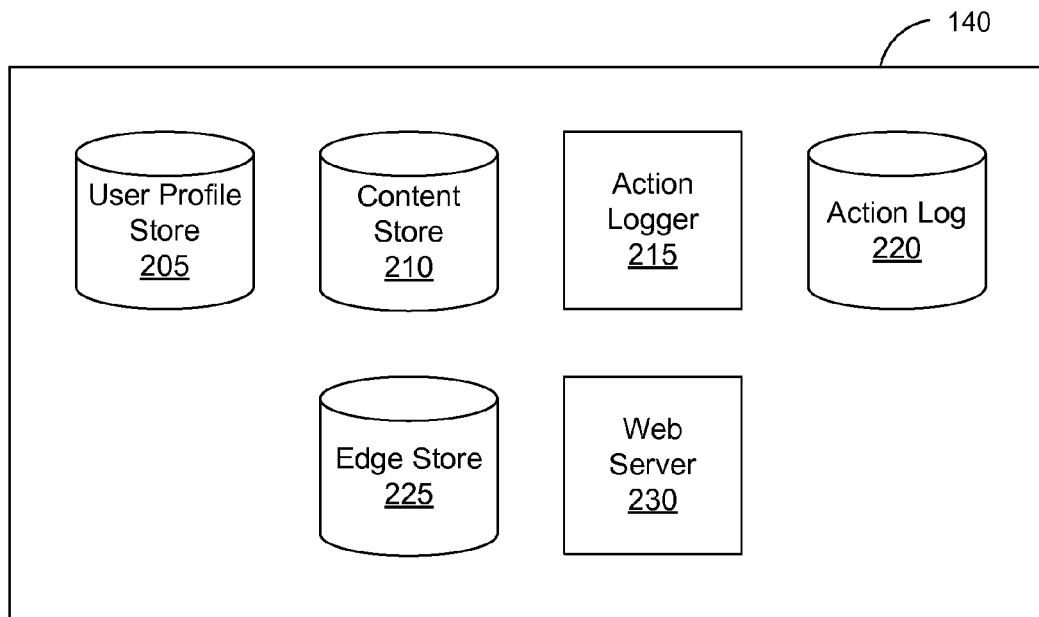 140
User Profile
Store
205
Content
Store
210
Action
Logger
215
Action Log
220
Edge Store
225
Web
Server
230